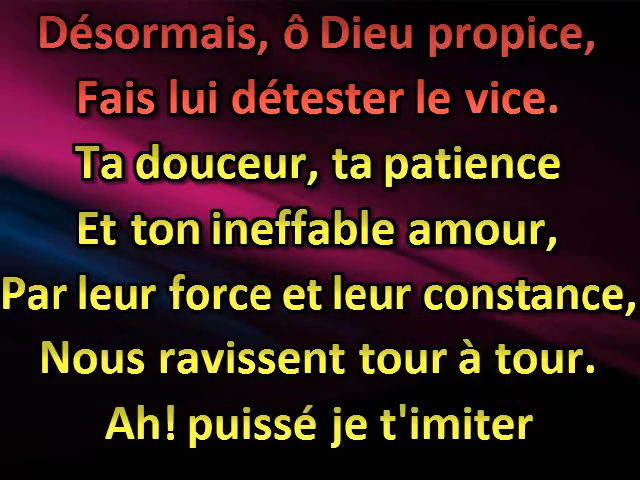 Désormais, ô Dieu propice,
Fais lui détester le vice.
Ta douceur, ta patience
Et ton ineffable amour,
Par leur force et leur constance,
Nous ravissent tour à tour.
Ah! puissé je t'imiter